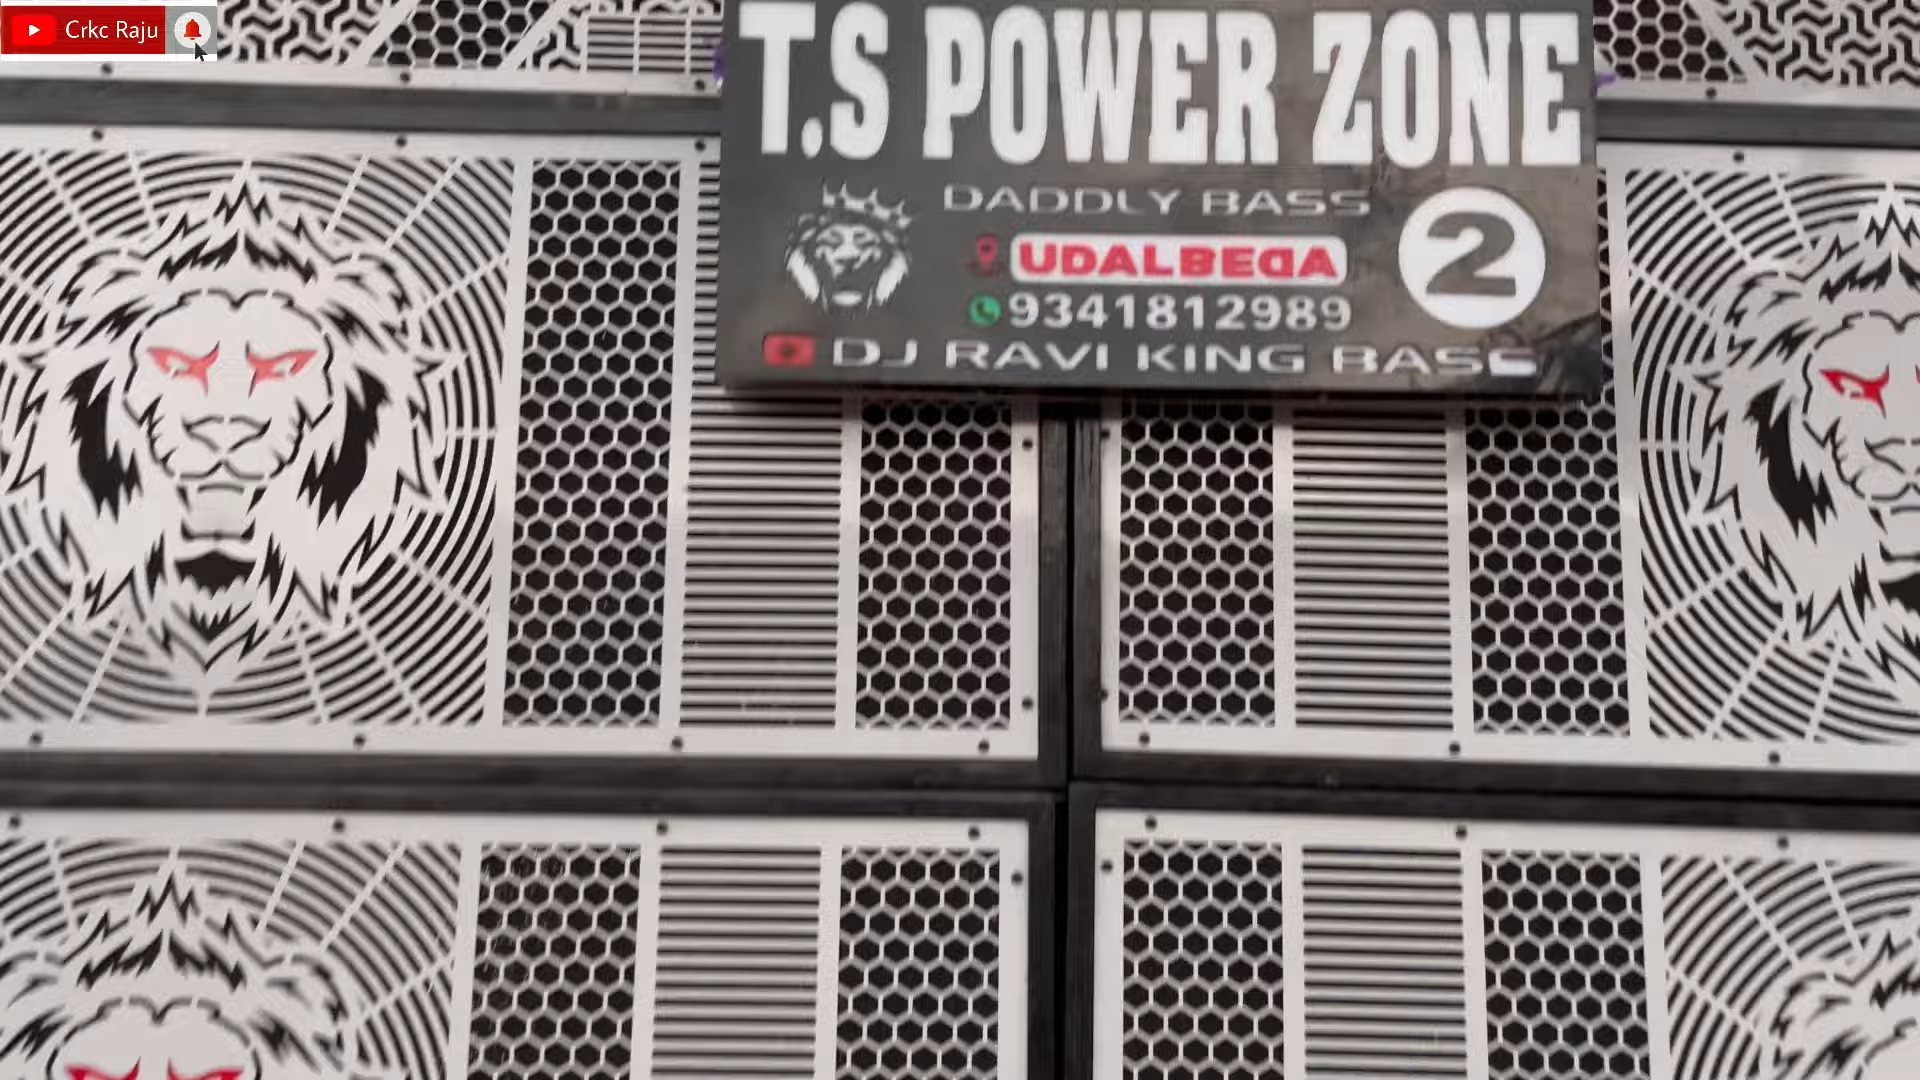 Crkc Raju
T.S POWER ZONE
DADDLY BASS
2
UDALBEDA
9341812989
DJ RAVI KING BASS